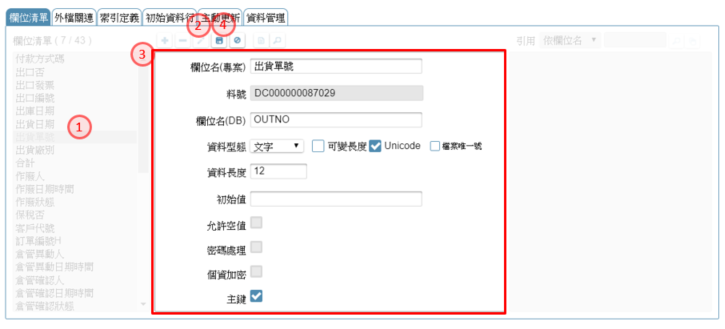 欄位清單 外檔關連 索引定義 初始資料行 主動更新 資料管理
欄位清單 ( 7 / 43 )
2
4
引用 依欄位名
付款方式碼
出口否
出口發票
出口編號
出庫日期
出貨日期
出貨單號
出貨廠別
合計
作廢人
作廢日期時間
作廢狀態
保稅否
客戶代號
訂單編號H
倉管異動人
倉管異動日期時間
倉管確認人
倉管確認日期時間
倉管確認狀態
1
3
欄位名(專案) 出貨單號
料號 DC000000087029
欄位名(DB) OUTNO
資料型態 文字 可變長度 Unicode 檔案唯一號
資料長度 12
初始值
允許空值
密碼處理
個資加密
主鍵